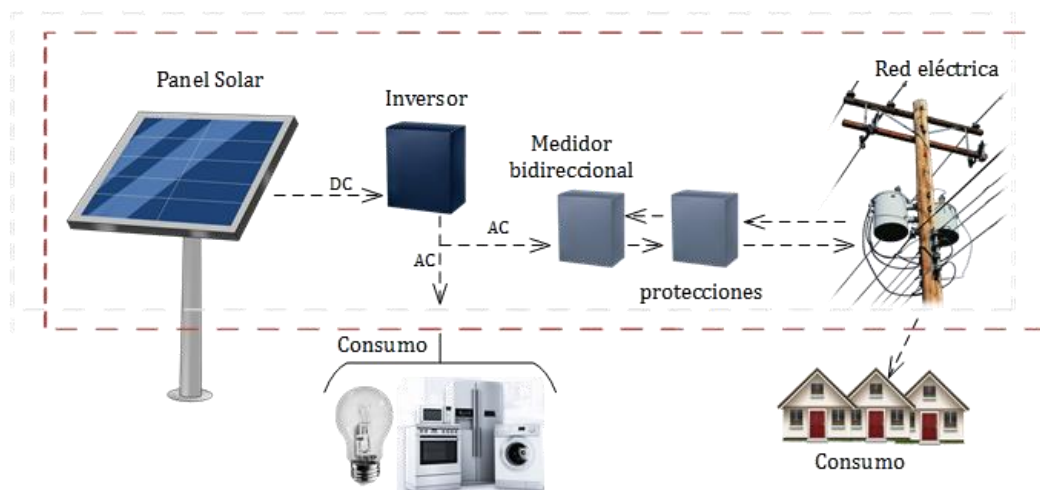 Panel Solar
Inversor
Medidor
bidireccional
Red eléctrica
DC
AC
AC
protecciones
Consumo
Consumo